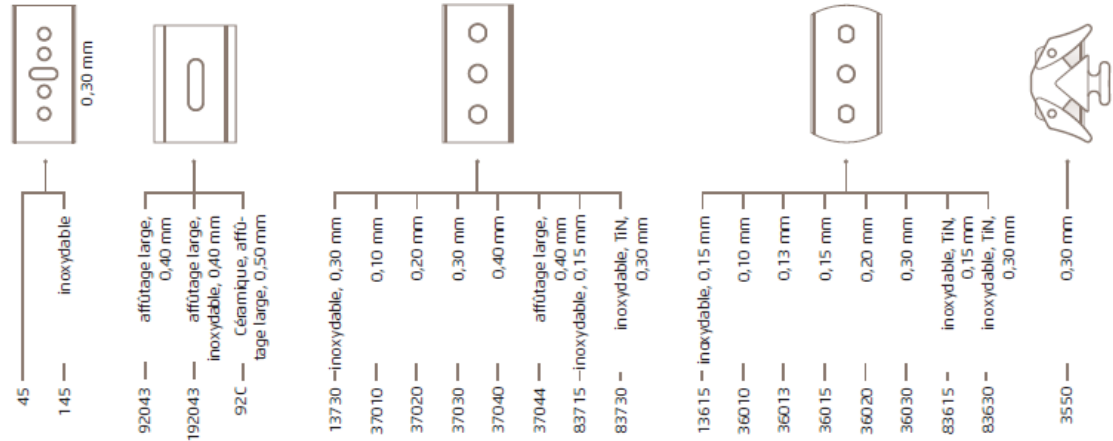 0,30 mm
45
145 inoxydable
92043 affûtage large,
0,40 mm
192043 affûtage large,
inoxydable, 0,40 mm
92C Céramique, affû-
tage large, 0,50 mm
13730 inoxydable, 0,30 mm
37010 0,10 mm
37020 0,20 mm
37030 0,30 mm
37040 0,40 mm
37044 affûtage large,
0,40 mm
83715 inoxydable, 0,15 mm
83730 inoxydable, TiN,
0,30 mm
13615 inoxydable, 0,15 mm
36010 0,10 mm
36013 0,13 mm
36015 0,15 mm
36020 0,20 mm
36030 0,30 mm
83615 inoxydable, TiN,
0,15 mm
83630 inoxydable, TiN,
0,30 mm
3550 0,30 mm